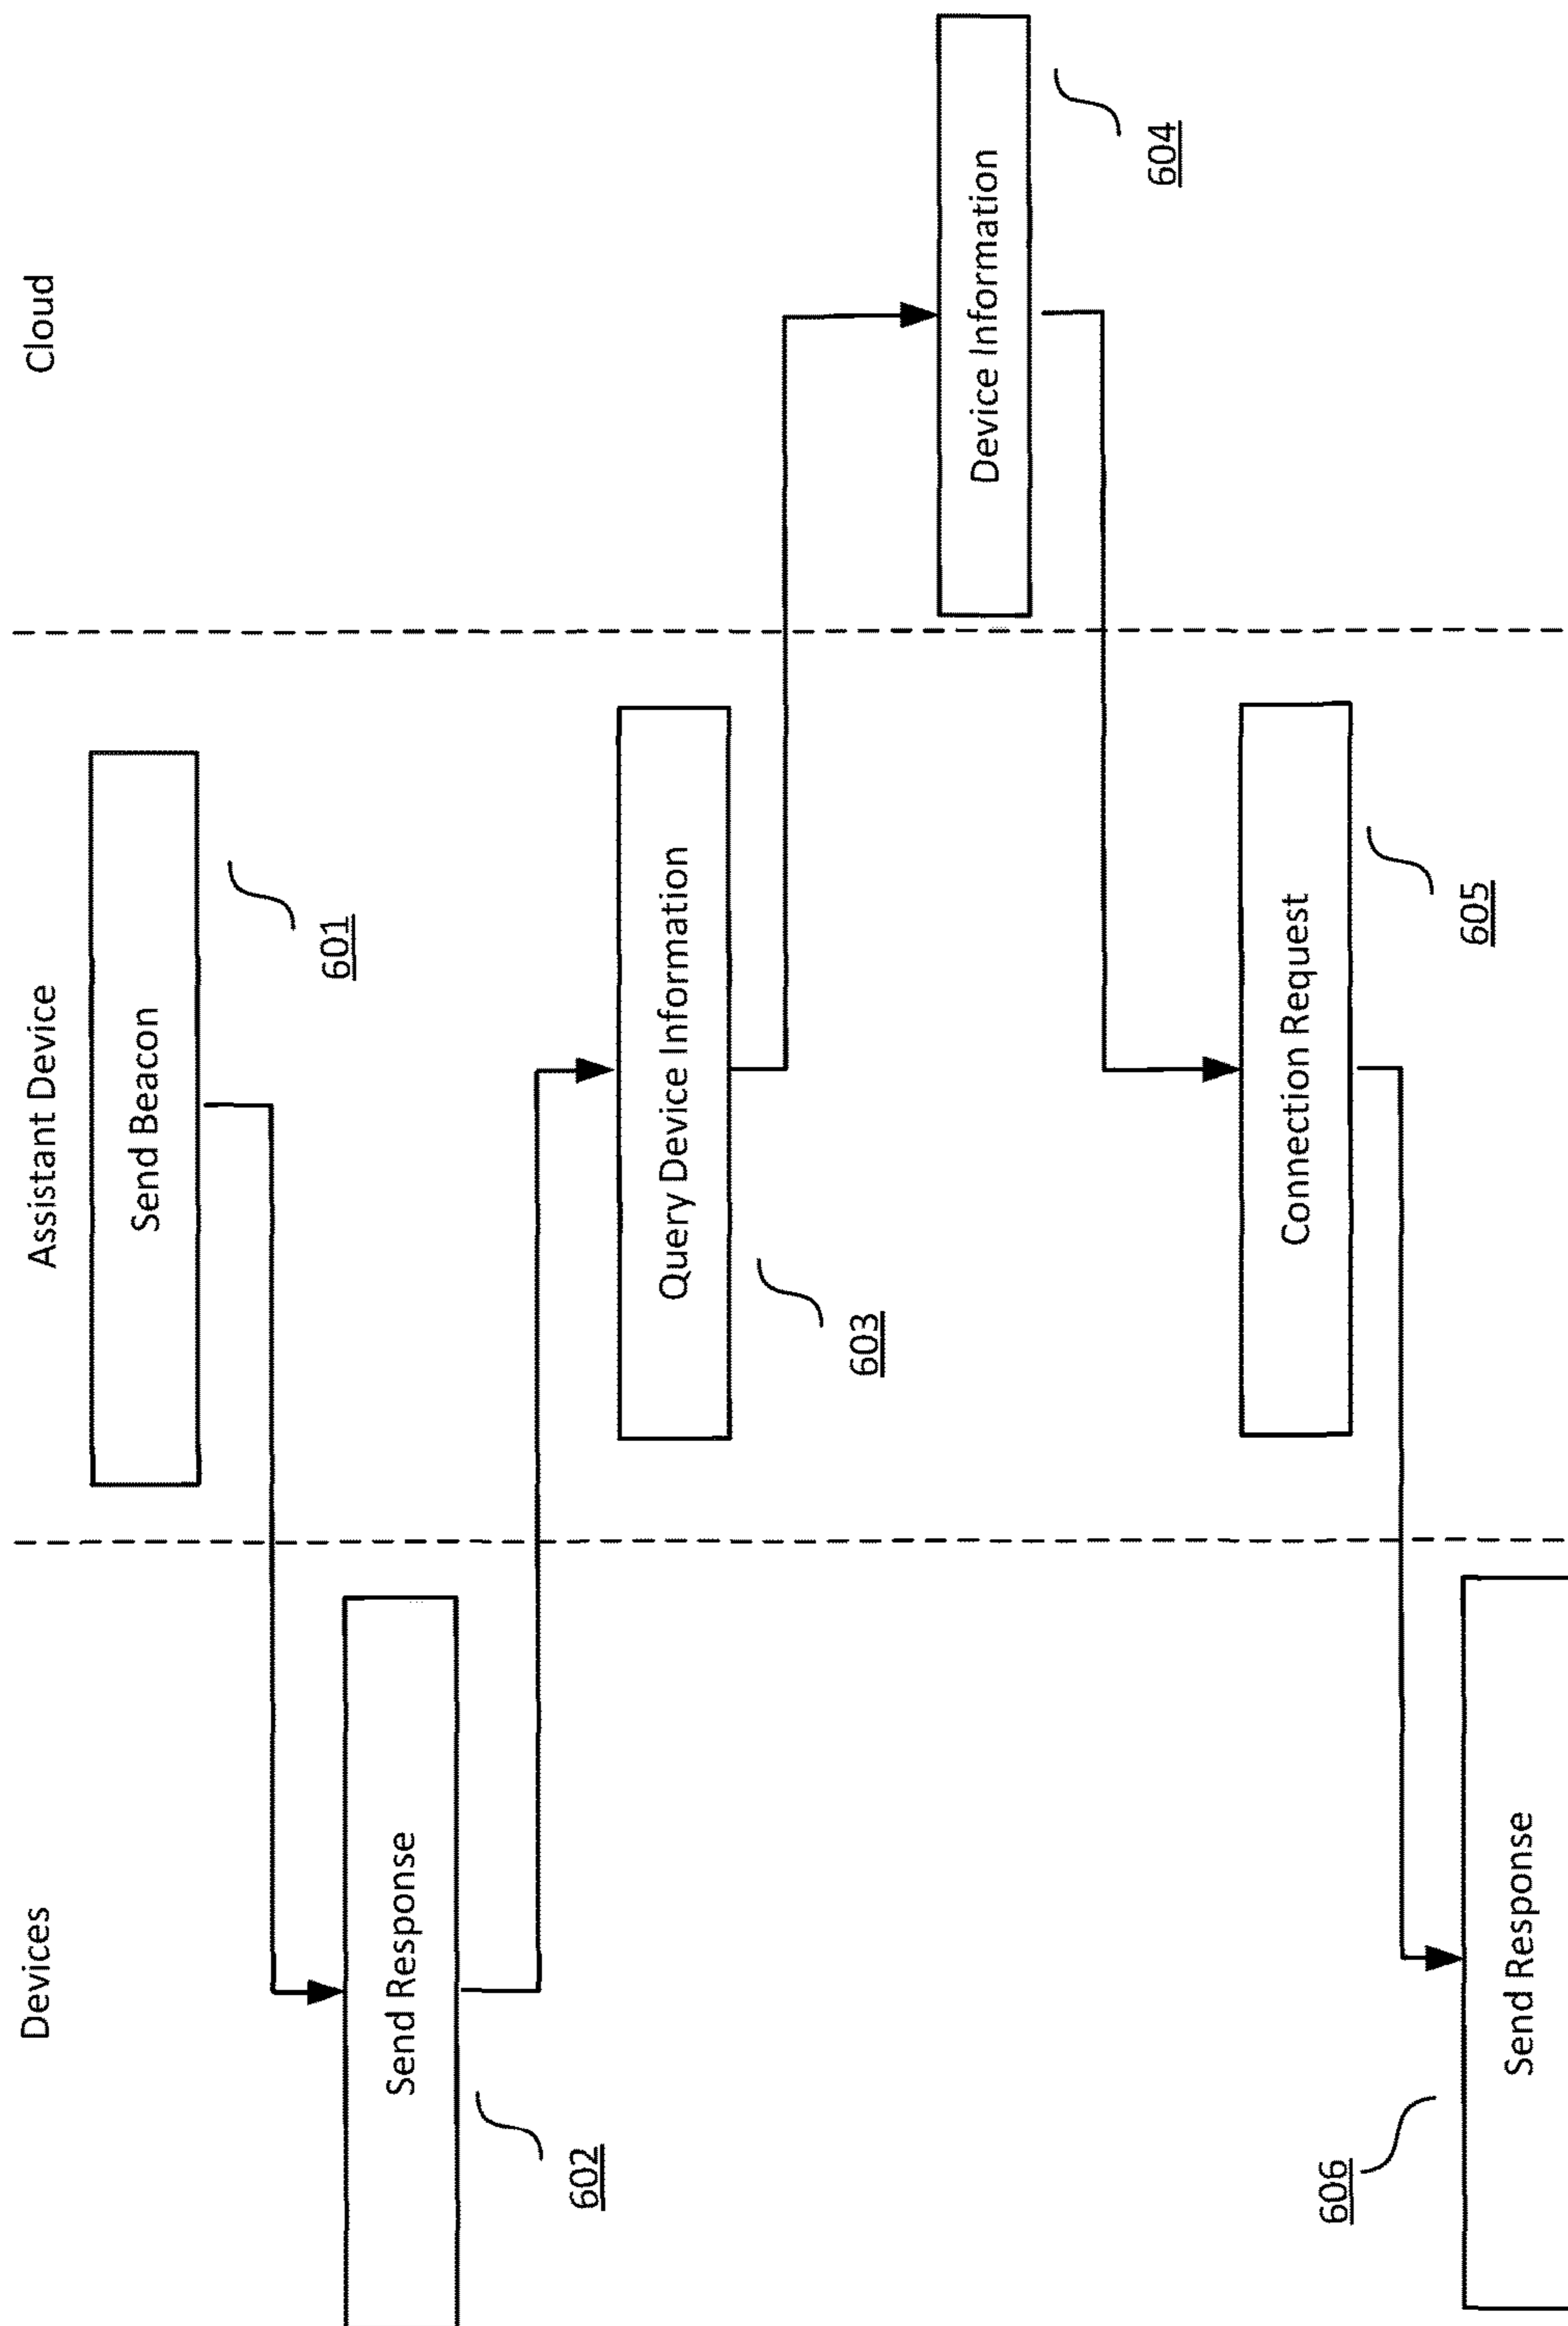 Devices
Assistant Device
Cloud
Send Beacon
601
Send Response
602
Query Device Information
603
Device Information
604
Connection Request
605
Send Response
606